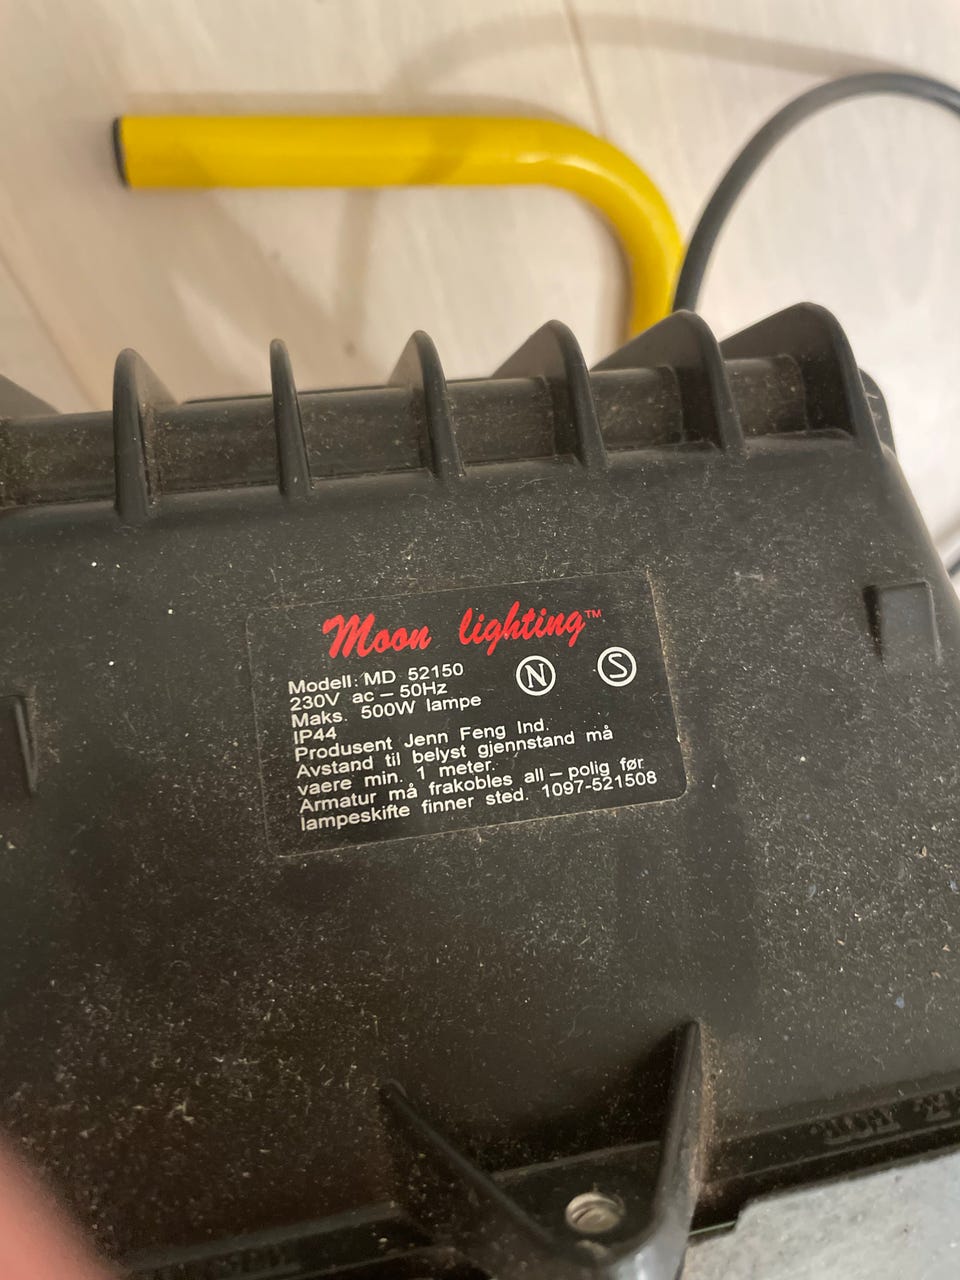 Moon lighting™
Modell: MD 52150
230V ac – 50Hz
Maks. 500W lampe
IP44
N
S
Produsent Jenn Feng Ind.
Avstand til belyst gjennstand må
vaere min. 1 meter.
Armatur må frakobles all – polig før
lampeskifte finner sted. 1097-521508